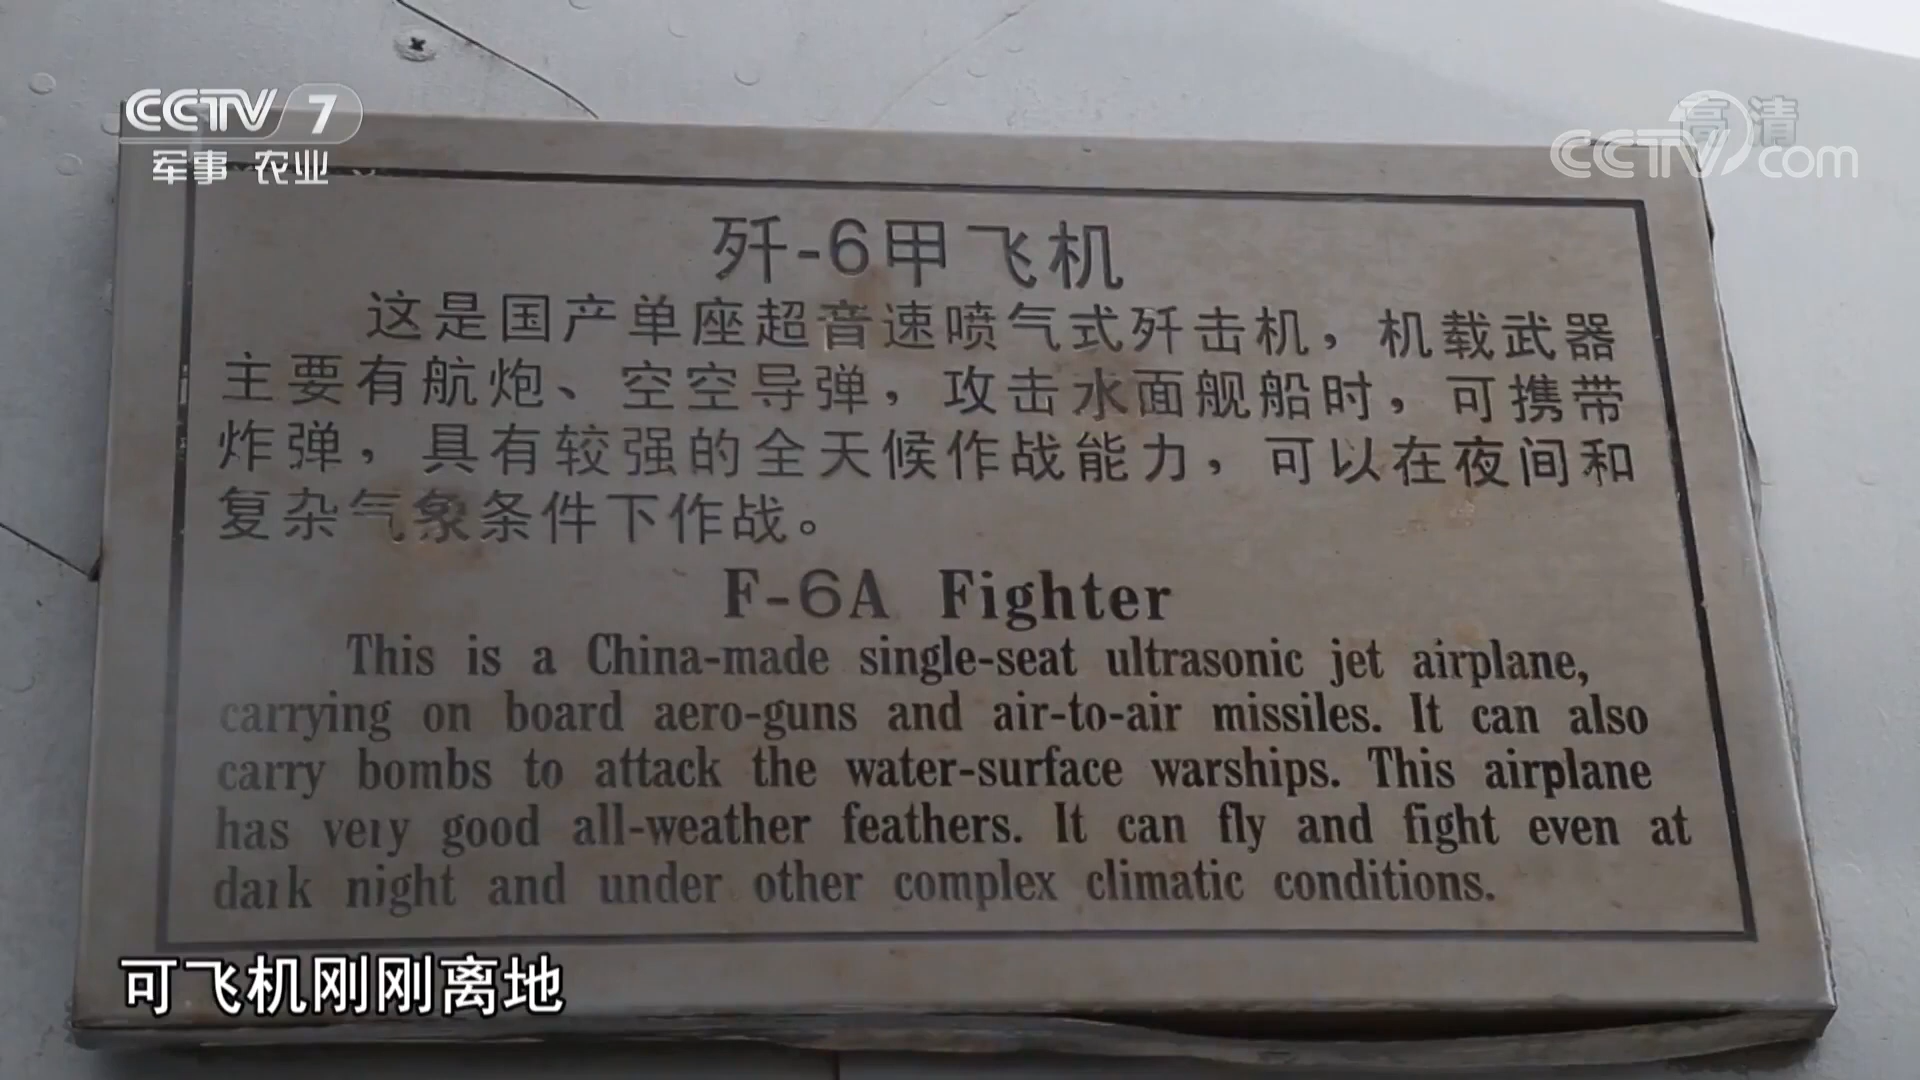 CCTV 7
军事 农业
高清
CCTV.com
歼-6甲飞机
这是国产单座超音速喷气式歼击机，机载武器
主要有航炮、空空导弹，攻击水面舰船时，可携带
炸弹，具有较强的全天候作战能力，可以在夜间和
复杂气象条件下作战。
F-6A Fighter
This is a China-made single-seat ultrasonic jet airplane,
carrying on board aero-guns and air-to-air missiles. It can also
carry bombs to attack the water-surface warships. This airplane
has very good all-weather feathers. It can fly and fight even at
dark night and under other complex climatic conditions.
可飞机刚刚离地